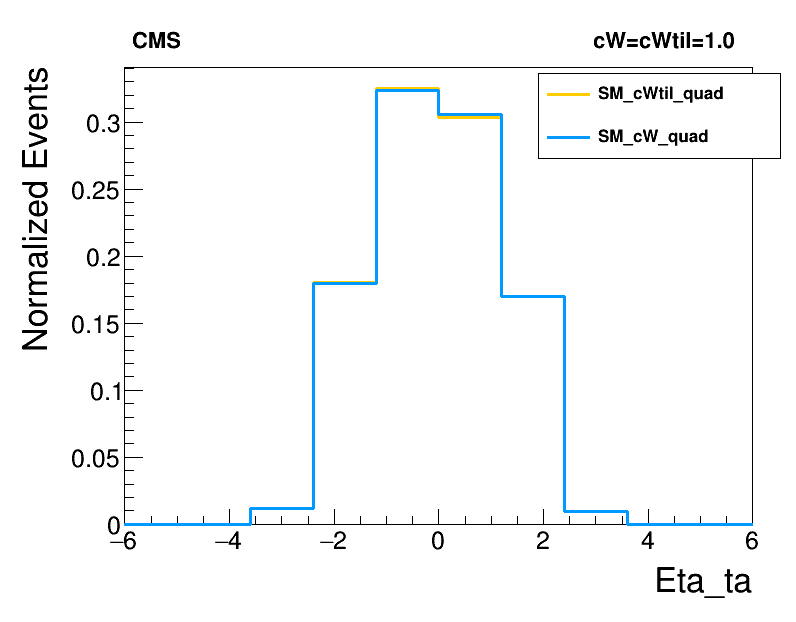 CMS
cW=cWtil=1.0
Normalized Events
SM_cWtil_quad
SM_cW_quad
0.3
0.25
0.2
0.15
0.1
0.05
0
−6 −4 −2 0 2 4 6
Eta_ta